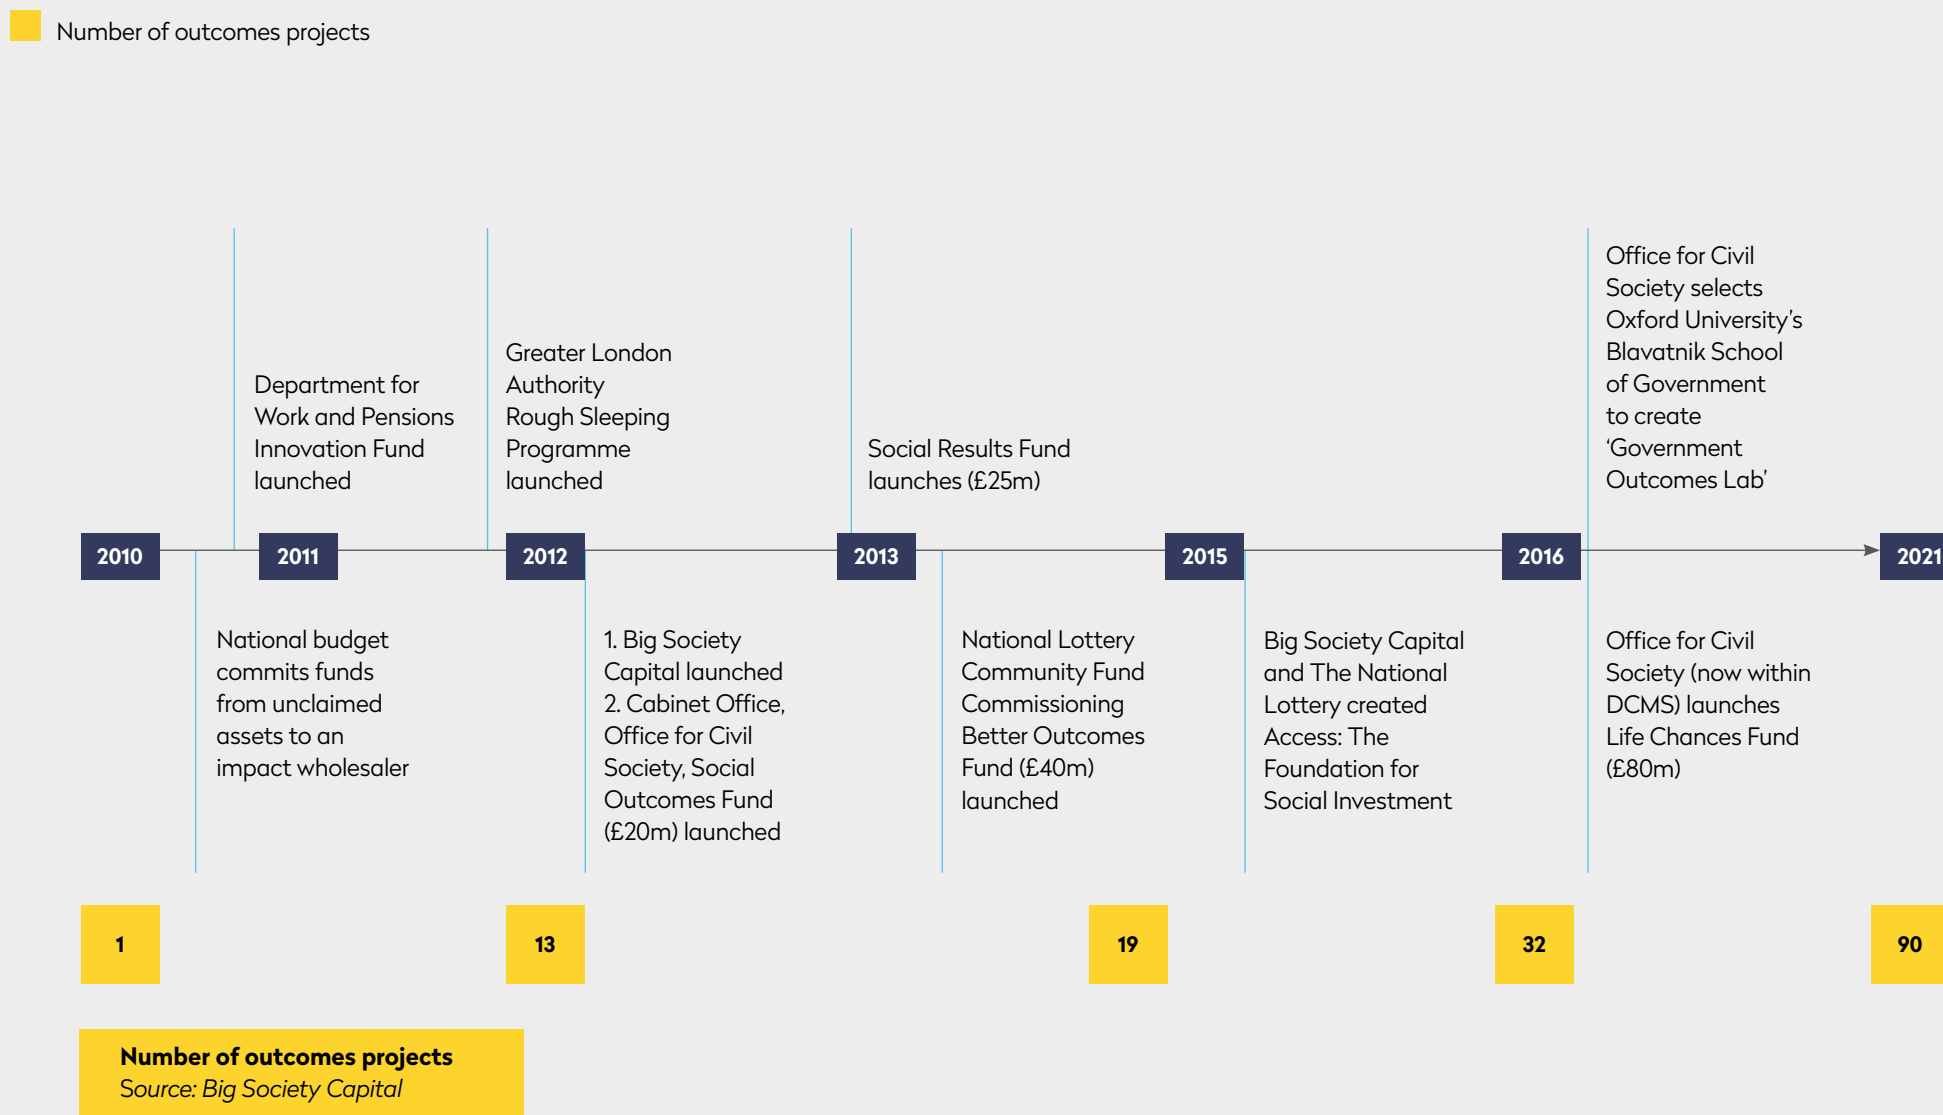 Number of outcomes projects
Department for
Work and Pensions
Innovation Fund
launched
Greater London
Authority
Rough Sleeping
Programme
launched
Social Results Fund
launches (£25m)
Office for Civil
Society selects
Oxford University’s
Blavatnik School
of Government
to create
‘Government
Outcomes Lab’
2010
2011
2012
2013
2015
2016
2021
National budget
commits funds
from unclaimed
assets to an
impact wholesaler
1. Big Society
Capital launched
2. Cabinet Office,
Office for Civil
Society, Social
Outcomes Fund
(£20m) launched
National Lottery
Community Fund
Commissioning
Better Outcomes
Fund (£40m)
launched
Big Society Capital
and The National
Lottery created
Access: The
Foundation for
Social Investment
Office for Civil
Society (now within
DCMS) launches
Life Chances Fund
(£80m)
1
13
19
32
90
Number of outcomes projects
Source: Big Society Capital